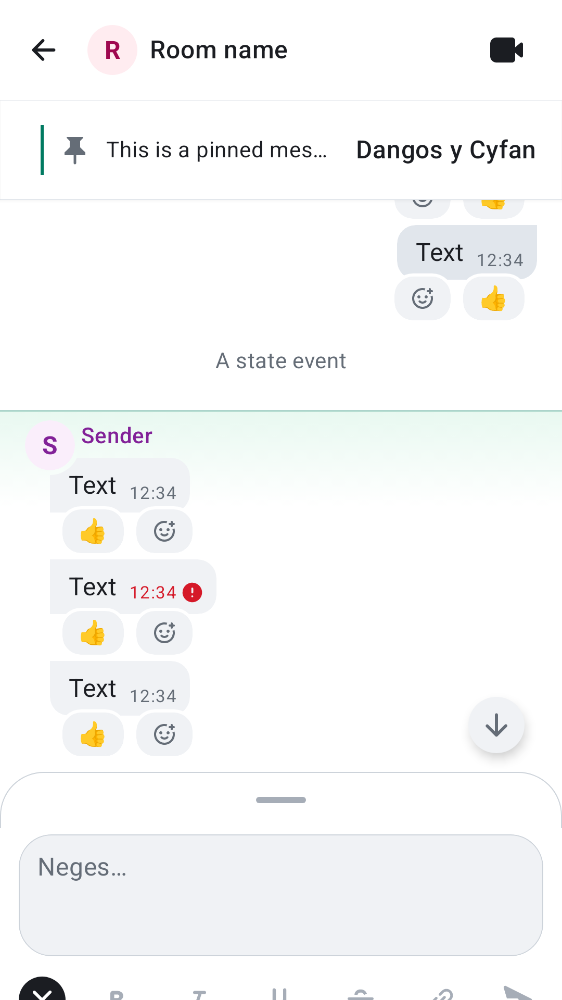 R Room name
This is a pinned mes… Dangos y Cyfan
Text 12:34
A state event
S Sender
Text 12:34
Text 12:34
Text 12:34
Neges…